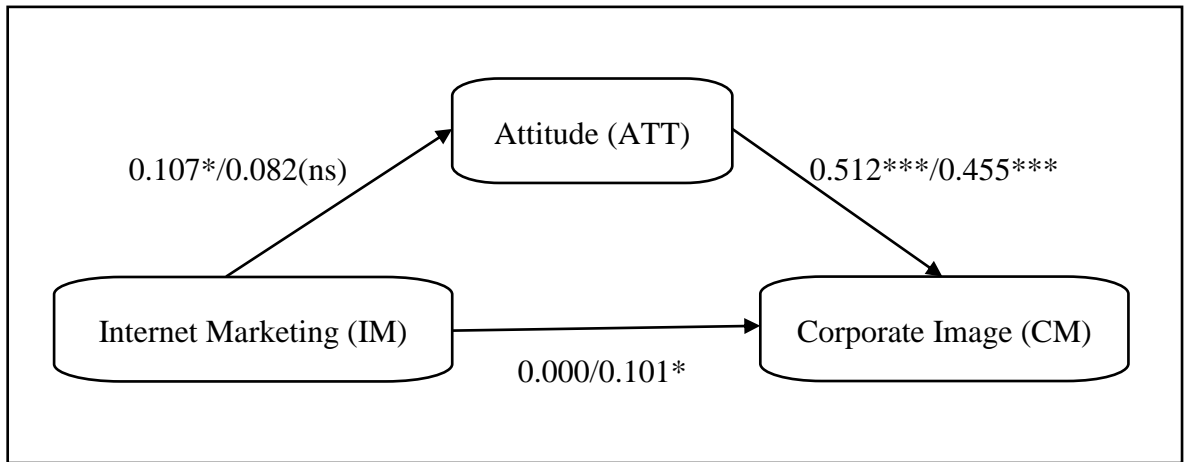 Attitude (ATT)
0.107*/0.082(ns)
0.512***/0.455***
Internet Marketing (IM)
Corporate Image (CM)
0.000/0.101*